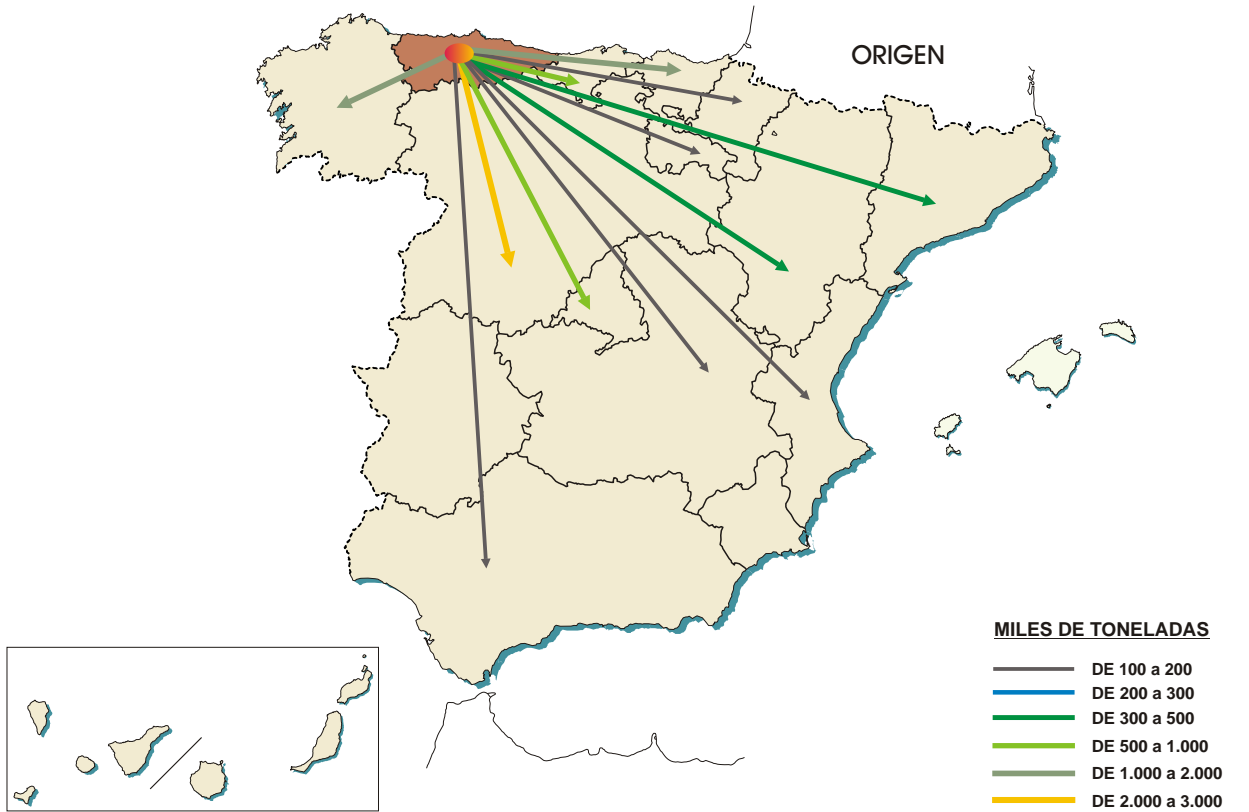 ORIGEN
MILES DE TONELADAS
DE 100 a 200
DE 200 a 300
DE 300 a 500
DE 500 a 1.000
DE 1.000 a 2.000
DE 2.000 a 3.000